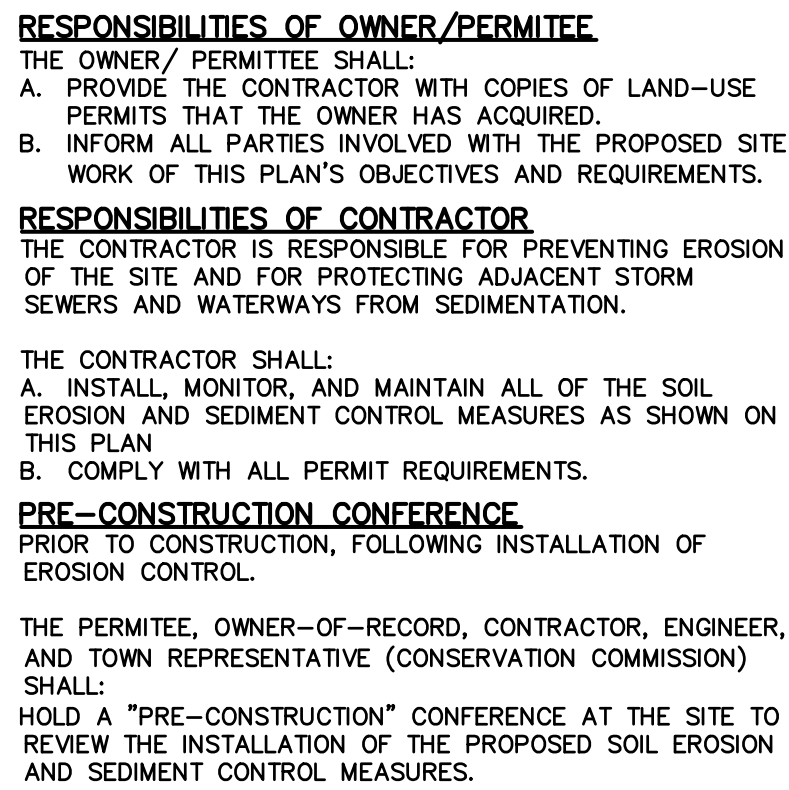 RESPONSIBILITIES OF OWNER/PERMITEE
THE OWNER/ PERMITTEE SHALL:
A. PROVIDE THE CONTRACTOR WITH COPIES OF LAND-USE
PERMITS THAT THE OWNER HAS ACQUIRED.
B. INFORM ALL PARTIES INVOLVED WITH THE PROPOSED SITE
WORK OF THIS PLAN'S OBJECTIVES AND REQUIREMENTS.
RESPONSIBILITIES OF CONTRACTOR
THE CONTRACTOR IS RESPONSIBLE FOR PREVENTING EROSION
OF THE SITE AND FOR PROTECTING ADJACENT STORM
SEWERS AND WATERWAYS FROM SEDIMENTATION.
THE CONTRACTOR SHALL:
A. INSTALL, MONITOR, AND MAINTAIN ALL OF THE SOIL
EROSION AND SEDIMENT CONTROL MEASURES AS SHOWN ON
THIS PLAN
B. COMPLY WITH ALL PERMIT REQUIREMENTS.
PRE-CONSTRUCTION CONFERENCE
PRIOR TO CONSTRUCTION, FOLLOWING INSTALLATION OF
EROSION CONTROL.
THE PERMITEE, OWNER-OF-RECORD, CONTRACTOR, ENGINEER,
AND TOWN REPRESENTATIVE (CONSERVATION COMMISSION)
SHALL:
HOLD A "PRE-CONSTRUCTION" CONFERENCE AT THE SITE TO
REVIEW THE INSTALLATION OF THE PROPOSED SOIL EROSION
AND SEDIMENT CONTROL MEASURES.